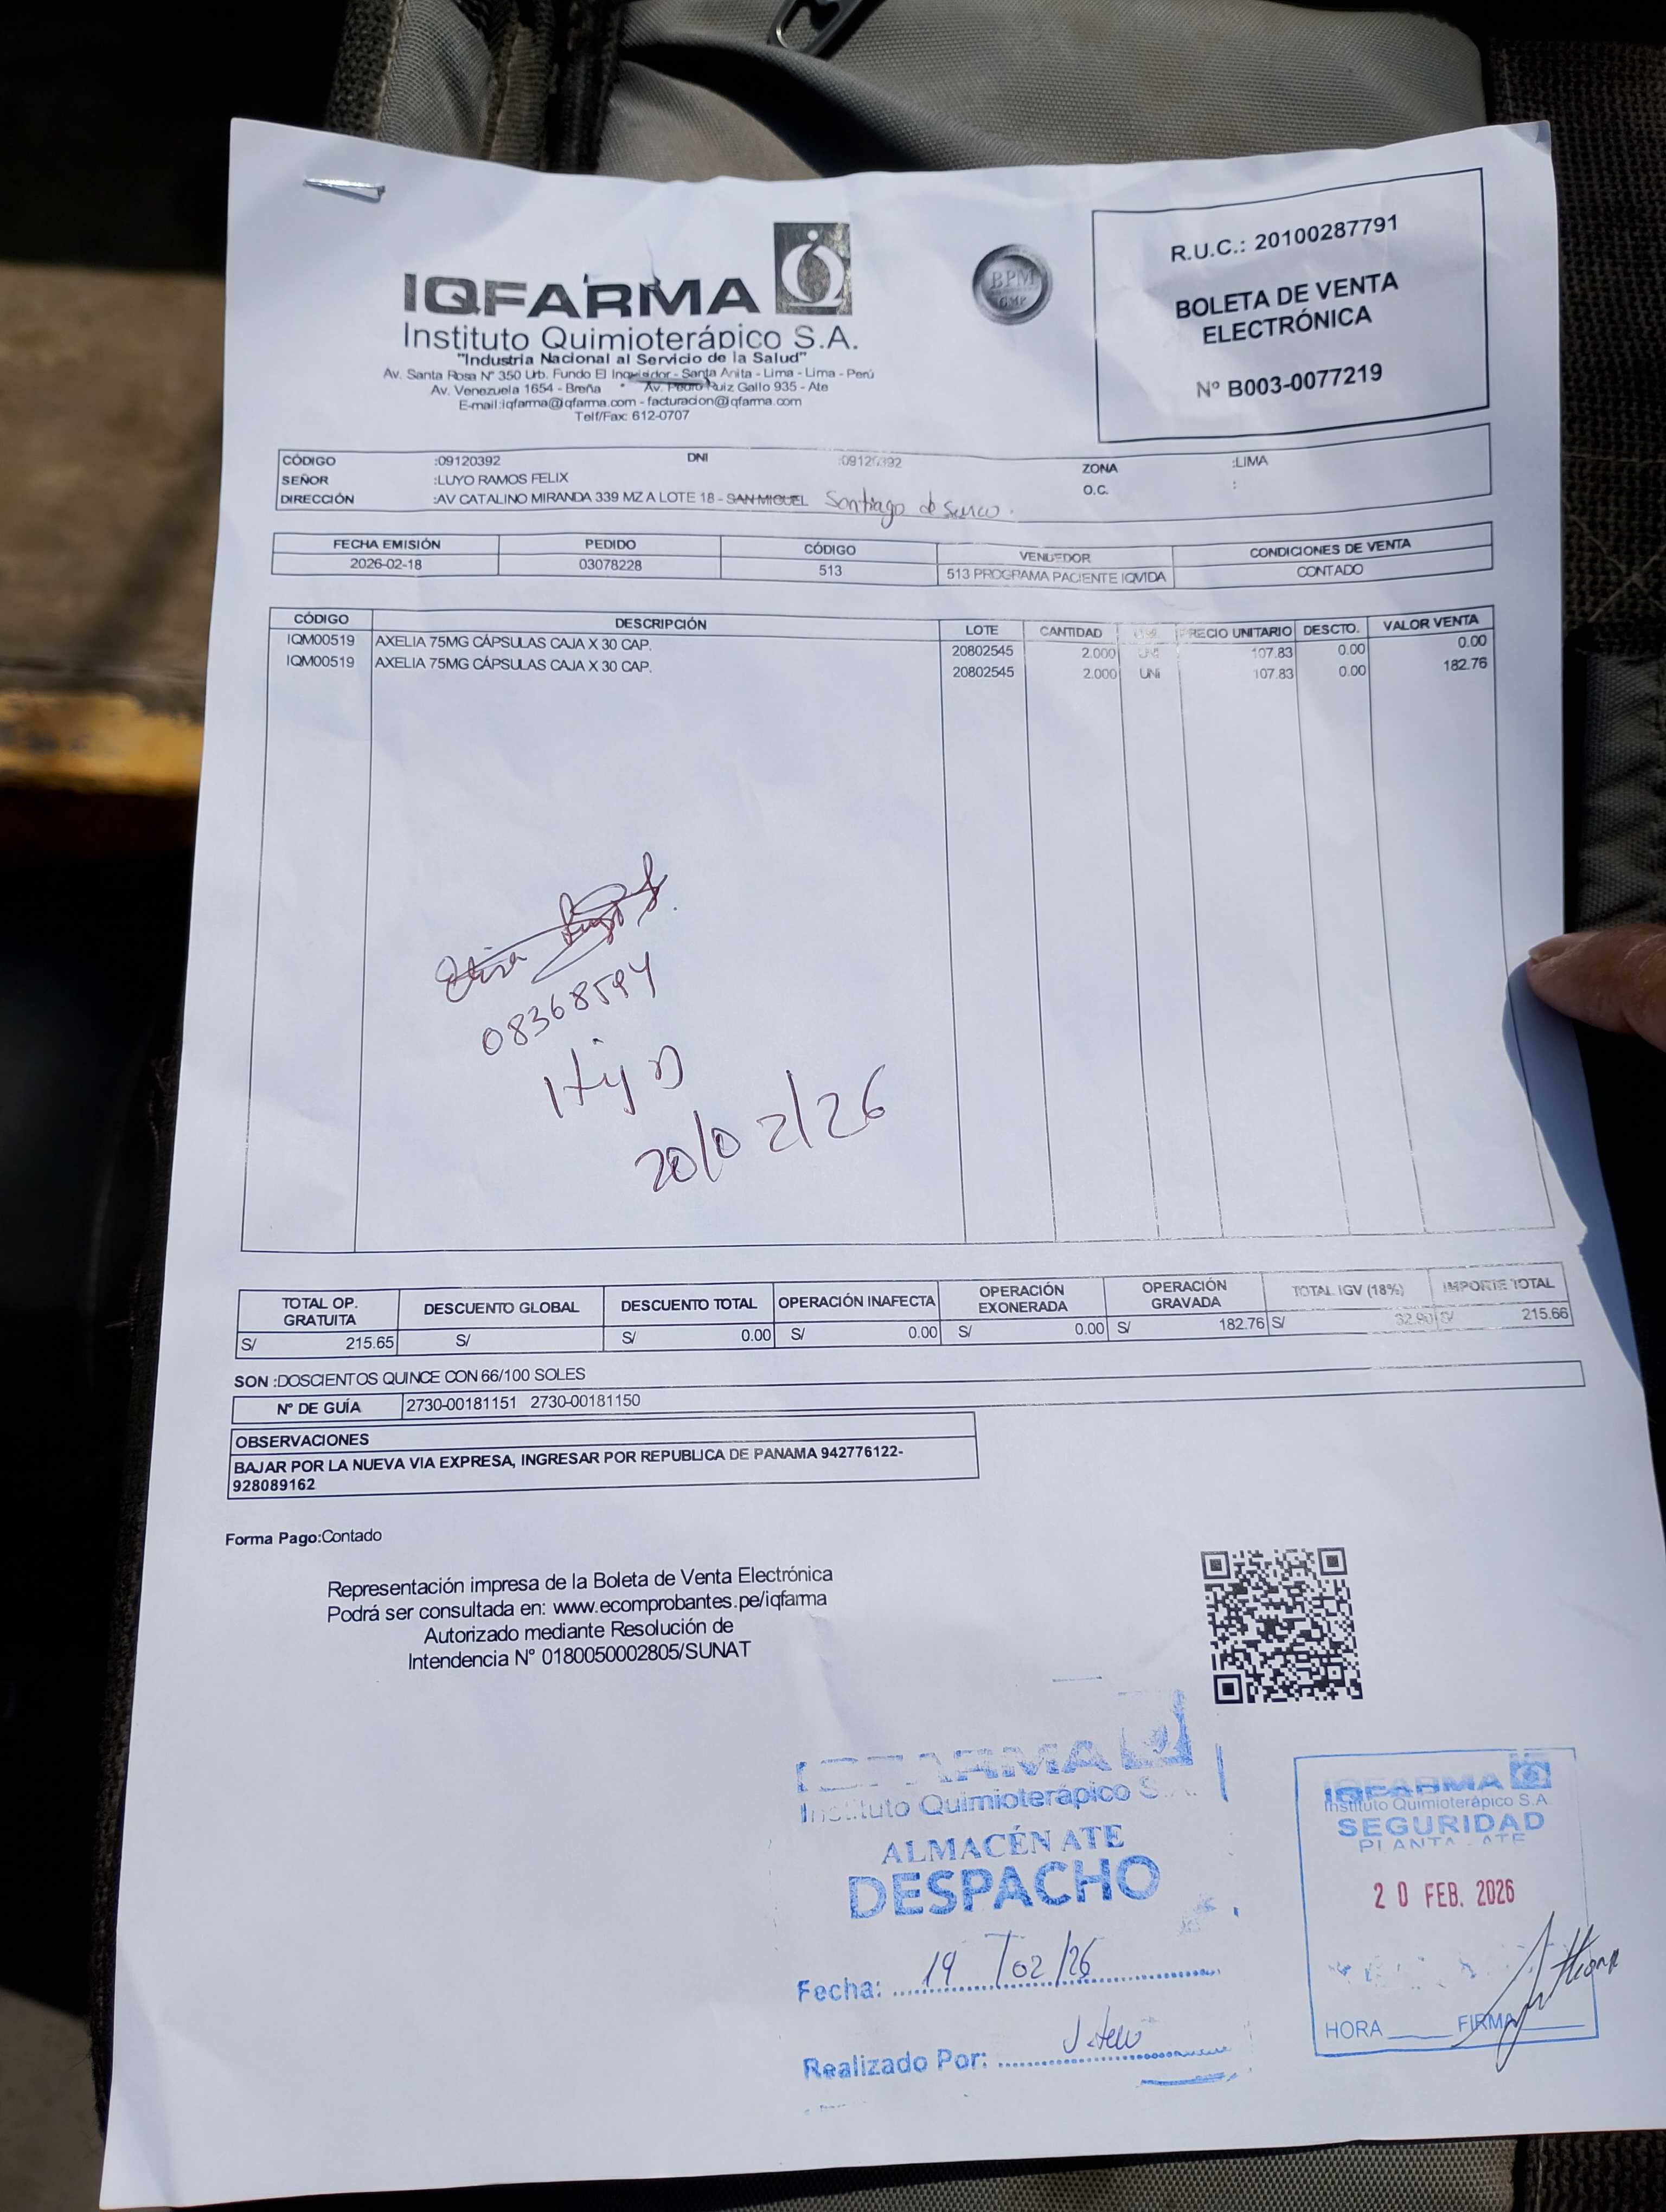 IQFARMA
Instituto Quimioterápico S.A.
"Industria Nacional al Servicio de la Salud"
Av. Santa Rosa Nº 350 Urb. Fundo El Inquisidor - Santa Anita - Lima - Lima - Perú
Av. Venezuela 1654 - Breña * Av. Pedro Ruiz Gallo 935 - Ate
E-mail:iqfarma@iqfarma.com - facturacion@iqfarma.com
Telf/Fax: 612-0707
BPM
GMP
R.U.C.: 20100287791
BOLETA DE VENTA
ELECTRÓNICA
Nº B003-0077219
CÓDIGO :09120392 DNI :09120392 ZONA :LIMA
SEÑOR :LUYO RAMOS FELIX O.C. :
DIRECCIÓN :AV CATALINO MIRANDA 339 MZ A LOTE 18 - SAN MIGUEL Santiago de Surco.
FECHA EMISIÓN PEDIDO CÓDIGO VENDEDOR CONDICIONES DE VENTA
2026-02-18 03078228 513 513 PROGRAMA PACIENTE IQVIDA CONTADO
CÓDIGO DESCRIPCIÓN LOTE CANTIDAD PRECIO UNITARIO DESCTO. VALOR VENTA
IQM00519 AXELIA 75MG CÁPSULAS CAJA X 30 CAP. 20802545 2.000 UNI 107.83 0.00 0.00
IQM00519 AXELIA 75MG CÁPSULAS CAJA X 30 CAP. 20802545 2.000 UNI 107.83 0.00 182.76
08368594
Hijo
20/02/26
TOTAL OP. GRATUITA DESCUENTO GLOBAL DESCUENTO TOTAL OPERACIÓN INAFECTA OPERACIÓN EXONERADA OPERACIÓN GRAVADA TOTAL IGV (18%) IMPORTE TOTAL
S/ 215.65 S/ S/ 0.00 S/ 0.00 S/ 0.00 S/ 182.76 S/ 32.90 S/ 215.66
SON :DOSCIENTOS QUINCE CON 66/100 SOLES
Nº DE GUÍA 2730-00181151 2730-00181150
OBSERVACIONES
BAJAR POR LA NUEVA VIA EXPRESA, INGRESAR POR REPUBLICA DE PANAMA 942776122-
928089162
Forma Pago:Contado
Representación impresa de la Boleta de Venta Electrónica
Podrá ser consultada en: www.ecomprobantes.pe/iqfarma
Autorizado mediante Resolución de
Intendencia N° 0180050002805/SUNAT
IQFARMA
Instituto Quimioterápico S.A.
ALMACÉN ATE
DESPACHO
Fecha: 19/02/26
Realizado Por:
IQFARMA
Instituto Quimioterápico S.A.
SEGURIDAD
PLANTA - ATE
20 FEB. 2026
HORA FIRMA